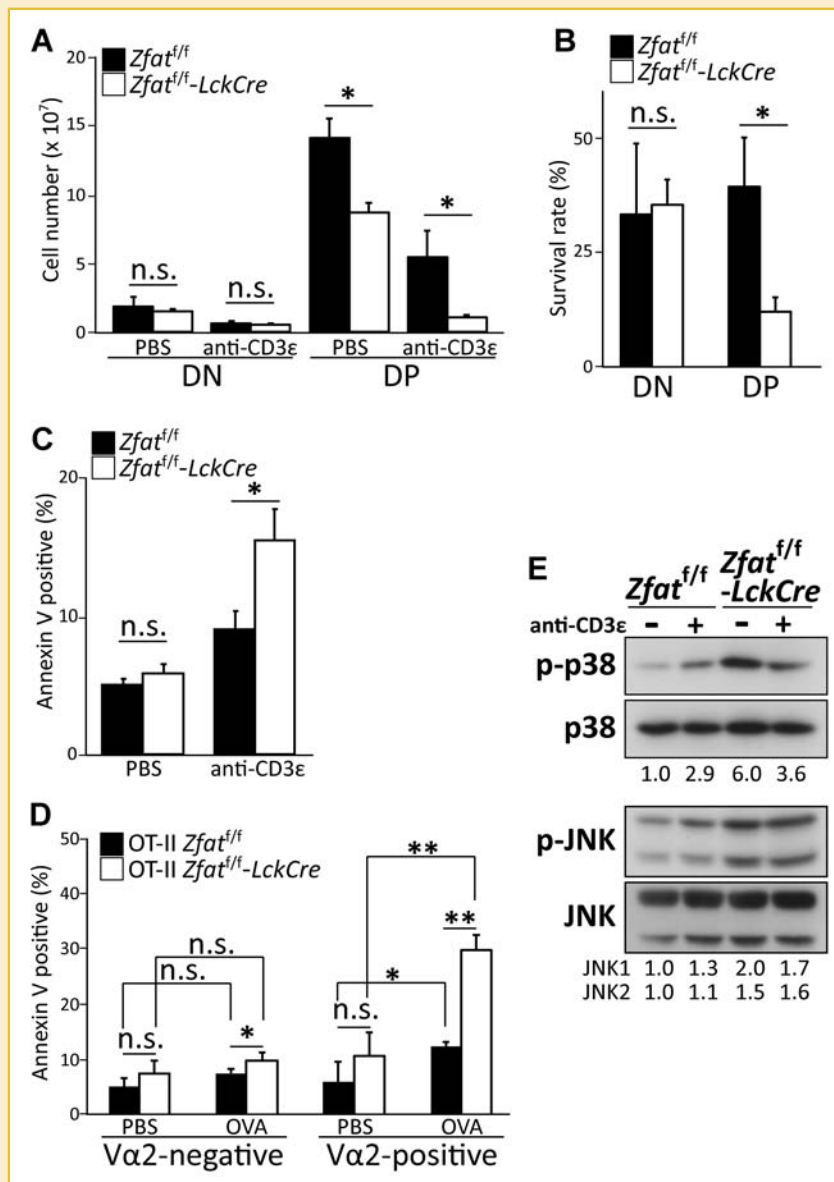 A
Zfat^f/f
Zfat^f/f-LckCre
Cell number (x 10^7)
20
15
10
5
0
n.s.
n.s.
*
*
PBS
anti-CD3ε
PBS
anti-CD3ε
DN
DP
B
Zfat^f/f
Zfat^f/f-LckCre
Survival rate (%)
50
25
0
n.s.
*
DN
DP
C
Zfat^f/f
Zfat^f/f-LckCre
Annexin V positive (%)
20
10
0
n.s.
*
PBS
anti-CD3ε
D
OT-II Zfat^f/f
OT-II Zfat^f/f-LckCre
Annexin V positive (%)
50
40
30
20
10
0
n.s.
n.s.
n.s.
*
**
**
*
n.s.
PBS
OVA
PBS
OVA
Vα2-negative
Vα2-positive
E
Zfat^f/f
Zfat^f/f
-LckCre
anti-CD3ε - + - +
p-p38
p38
1.0 2.9 6.0 3.6
p-JNK
JNK
JNK1 1.0 1.3 2.0 1.7
JNK2 1.0 1.1 1.5 1.6